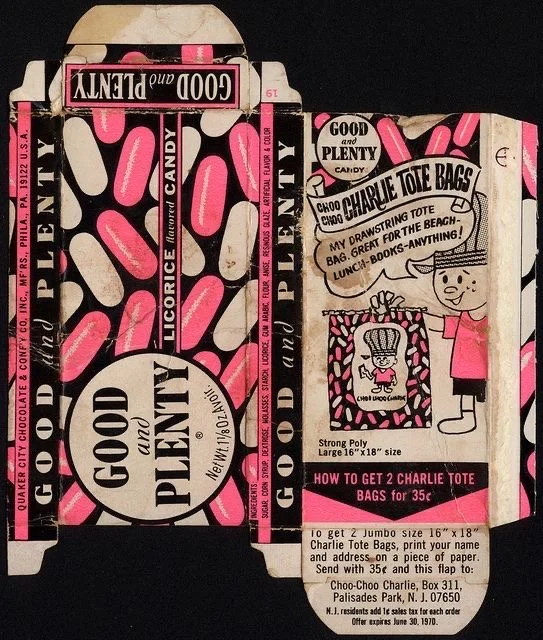 GOOD and PLENTY
19
QUAKER CITY CHOCOLATE & CONF'Y CO, INC., MF'RS., PHILA., PA. 19122 U.S.A.
GOOD and PLENTY
LICORICE flavored CANDY
GOOD
and
PLENTY
®
Net Wt. 1 1/8 Oz Avoir.
INGREDIENTS:
SUGAR, CORN SYRUP, DEXTROSE, MOLASSES, STARCH, LICORICE, GUM ARABIC, FLOUR, ANISE, RESINOUS GLAZE, ARTIFICIAL FLAVOR & COLOR
GOOD and PLENTY
GOOD
and
PLENTY
CANDY
CHOO CHOO CHARLIE TOTE BAGS
MY DRAWSTRING TOTE
BAG, GREAT FOR THE BEACH-
LUNCH-BOOKS-ANYTHING!
CHOO CHOO CHARLIE
Strong Poly
Large 16"x18" size
HOW TO GET 2 CHARLIE TOTE
BAGS for 35¢
To get 2 Jumbo size 16" x 18"
Charlie Tote Bags, print your name
and address on a piece of paper.
Send with 35¢ and this flap to:
Choo-Choo Charlie, Box 311,
Palisades Park, N. J. 07650
N.J. residents add 1¢ sales tax for each order
Offer expires June 30, 1970.